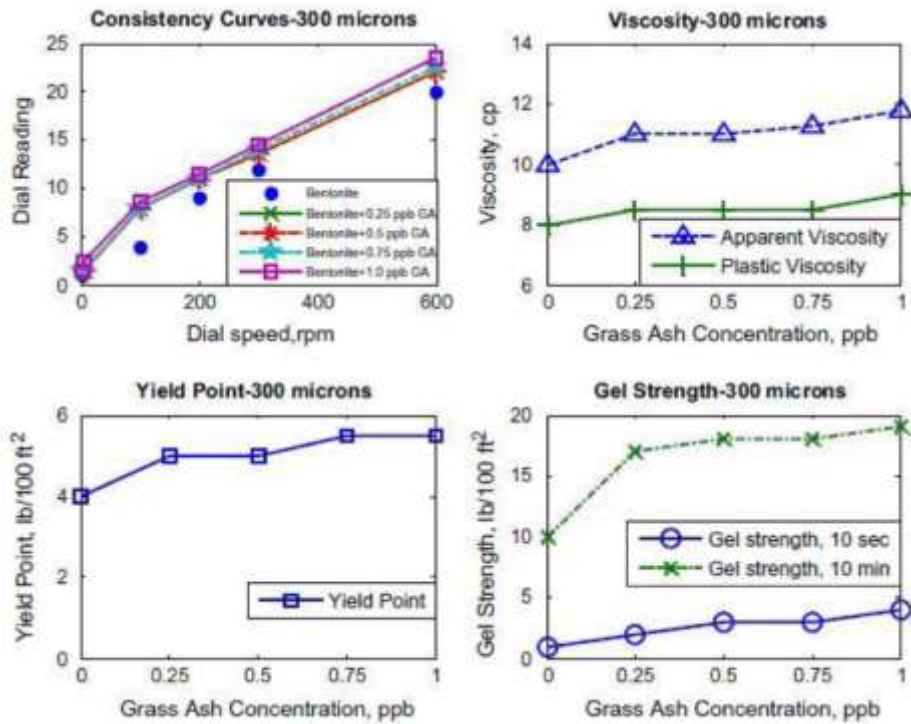 Consistency Curves-300 microns
25
20
15
10
5
0
Dial Reading
0
200
400
600
Dial speed,rpm
Bentonite
Bentonite+0.25 ppb GA
Bentonite+0.5 ppb GA
Bentonite+0.75 ppb GA
Bentonite+1.0 ppb GA
Viscosity-300 microns
14
12
10
8
6
Viscosity, cp
0
0.25
0.5
0.75
1
Grass Ash Concentration, ppb
Apparent Viscosity
Plastic Viscosity
Yield Point-300 microns
6
4
2
0
Yield Point, lb/100 ft²
0
0.25
0.5
0.75
1
Grass Ash Concentration, ppb
Yield Point
Gel Strength-300 microns
20
15
10
5
0
Gel Strength, lb/100 ft²
0
0.25
0.5
0.75
1
Grass Ash Concentration, ppb
Gel strength, 10 sec
Gel strength, 10 min